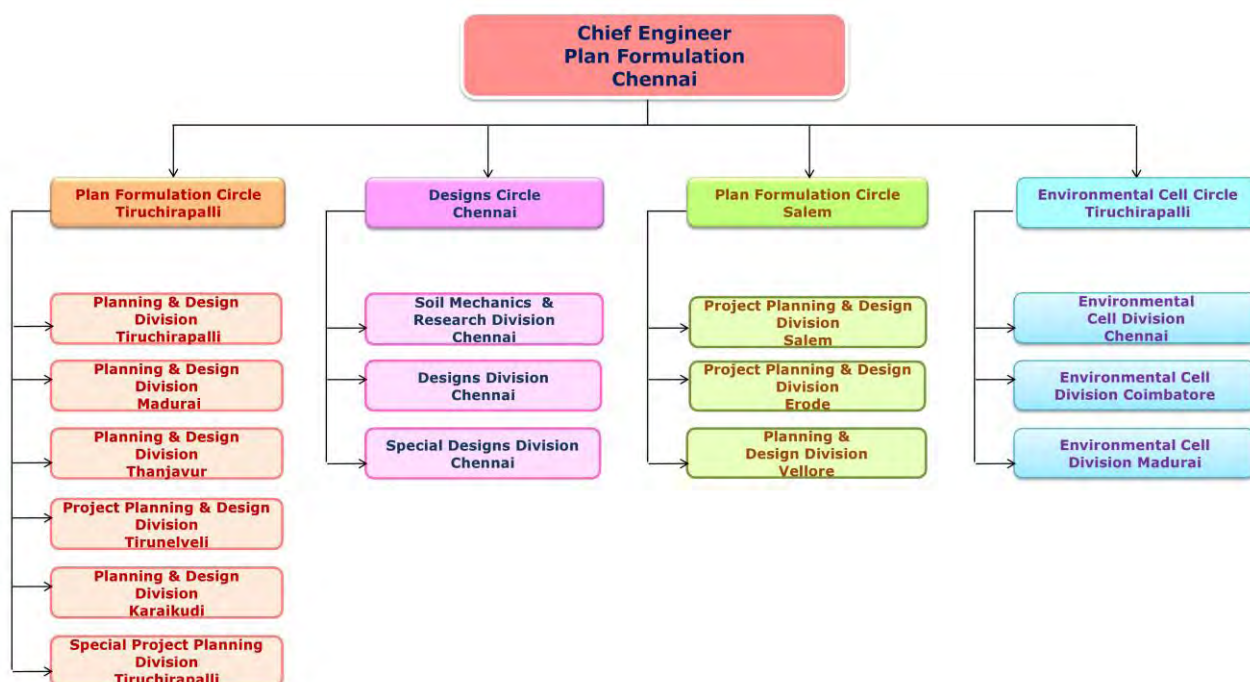 Chief Engineer
Plan Formulation
Chennai
Plan Formulation Circle
Tiruchirapalli
Planning & Design
Division
Tiruchirapalli
Planning & Design
Division
Madurai
Planning & Design
Division
Thanjavur
Project Planning & Design
Division
Tirunelveli
Planning & Design
Division
Karaikudi
Special Project Planning
Division
Tiruchirapalli
Designs Circle
Chennai
Soil Mechanics &
Research Division
Chennai
Designs Division
Chennai
Special Designs Division
Chennai
Plan Formulation Circle
Salem
Project Planning & Design
Division
Salem
Project Planning & Design
Division
Erode
Planning &
Design Division
Vellore
Environmental Cell Circle
Tiruchirapalli
Environmental
Cell Division
Chennai
Environmental Cell
Division Coimbatore
Environmental Cell
Division Madurai